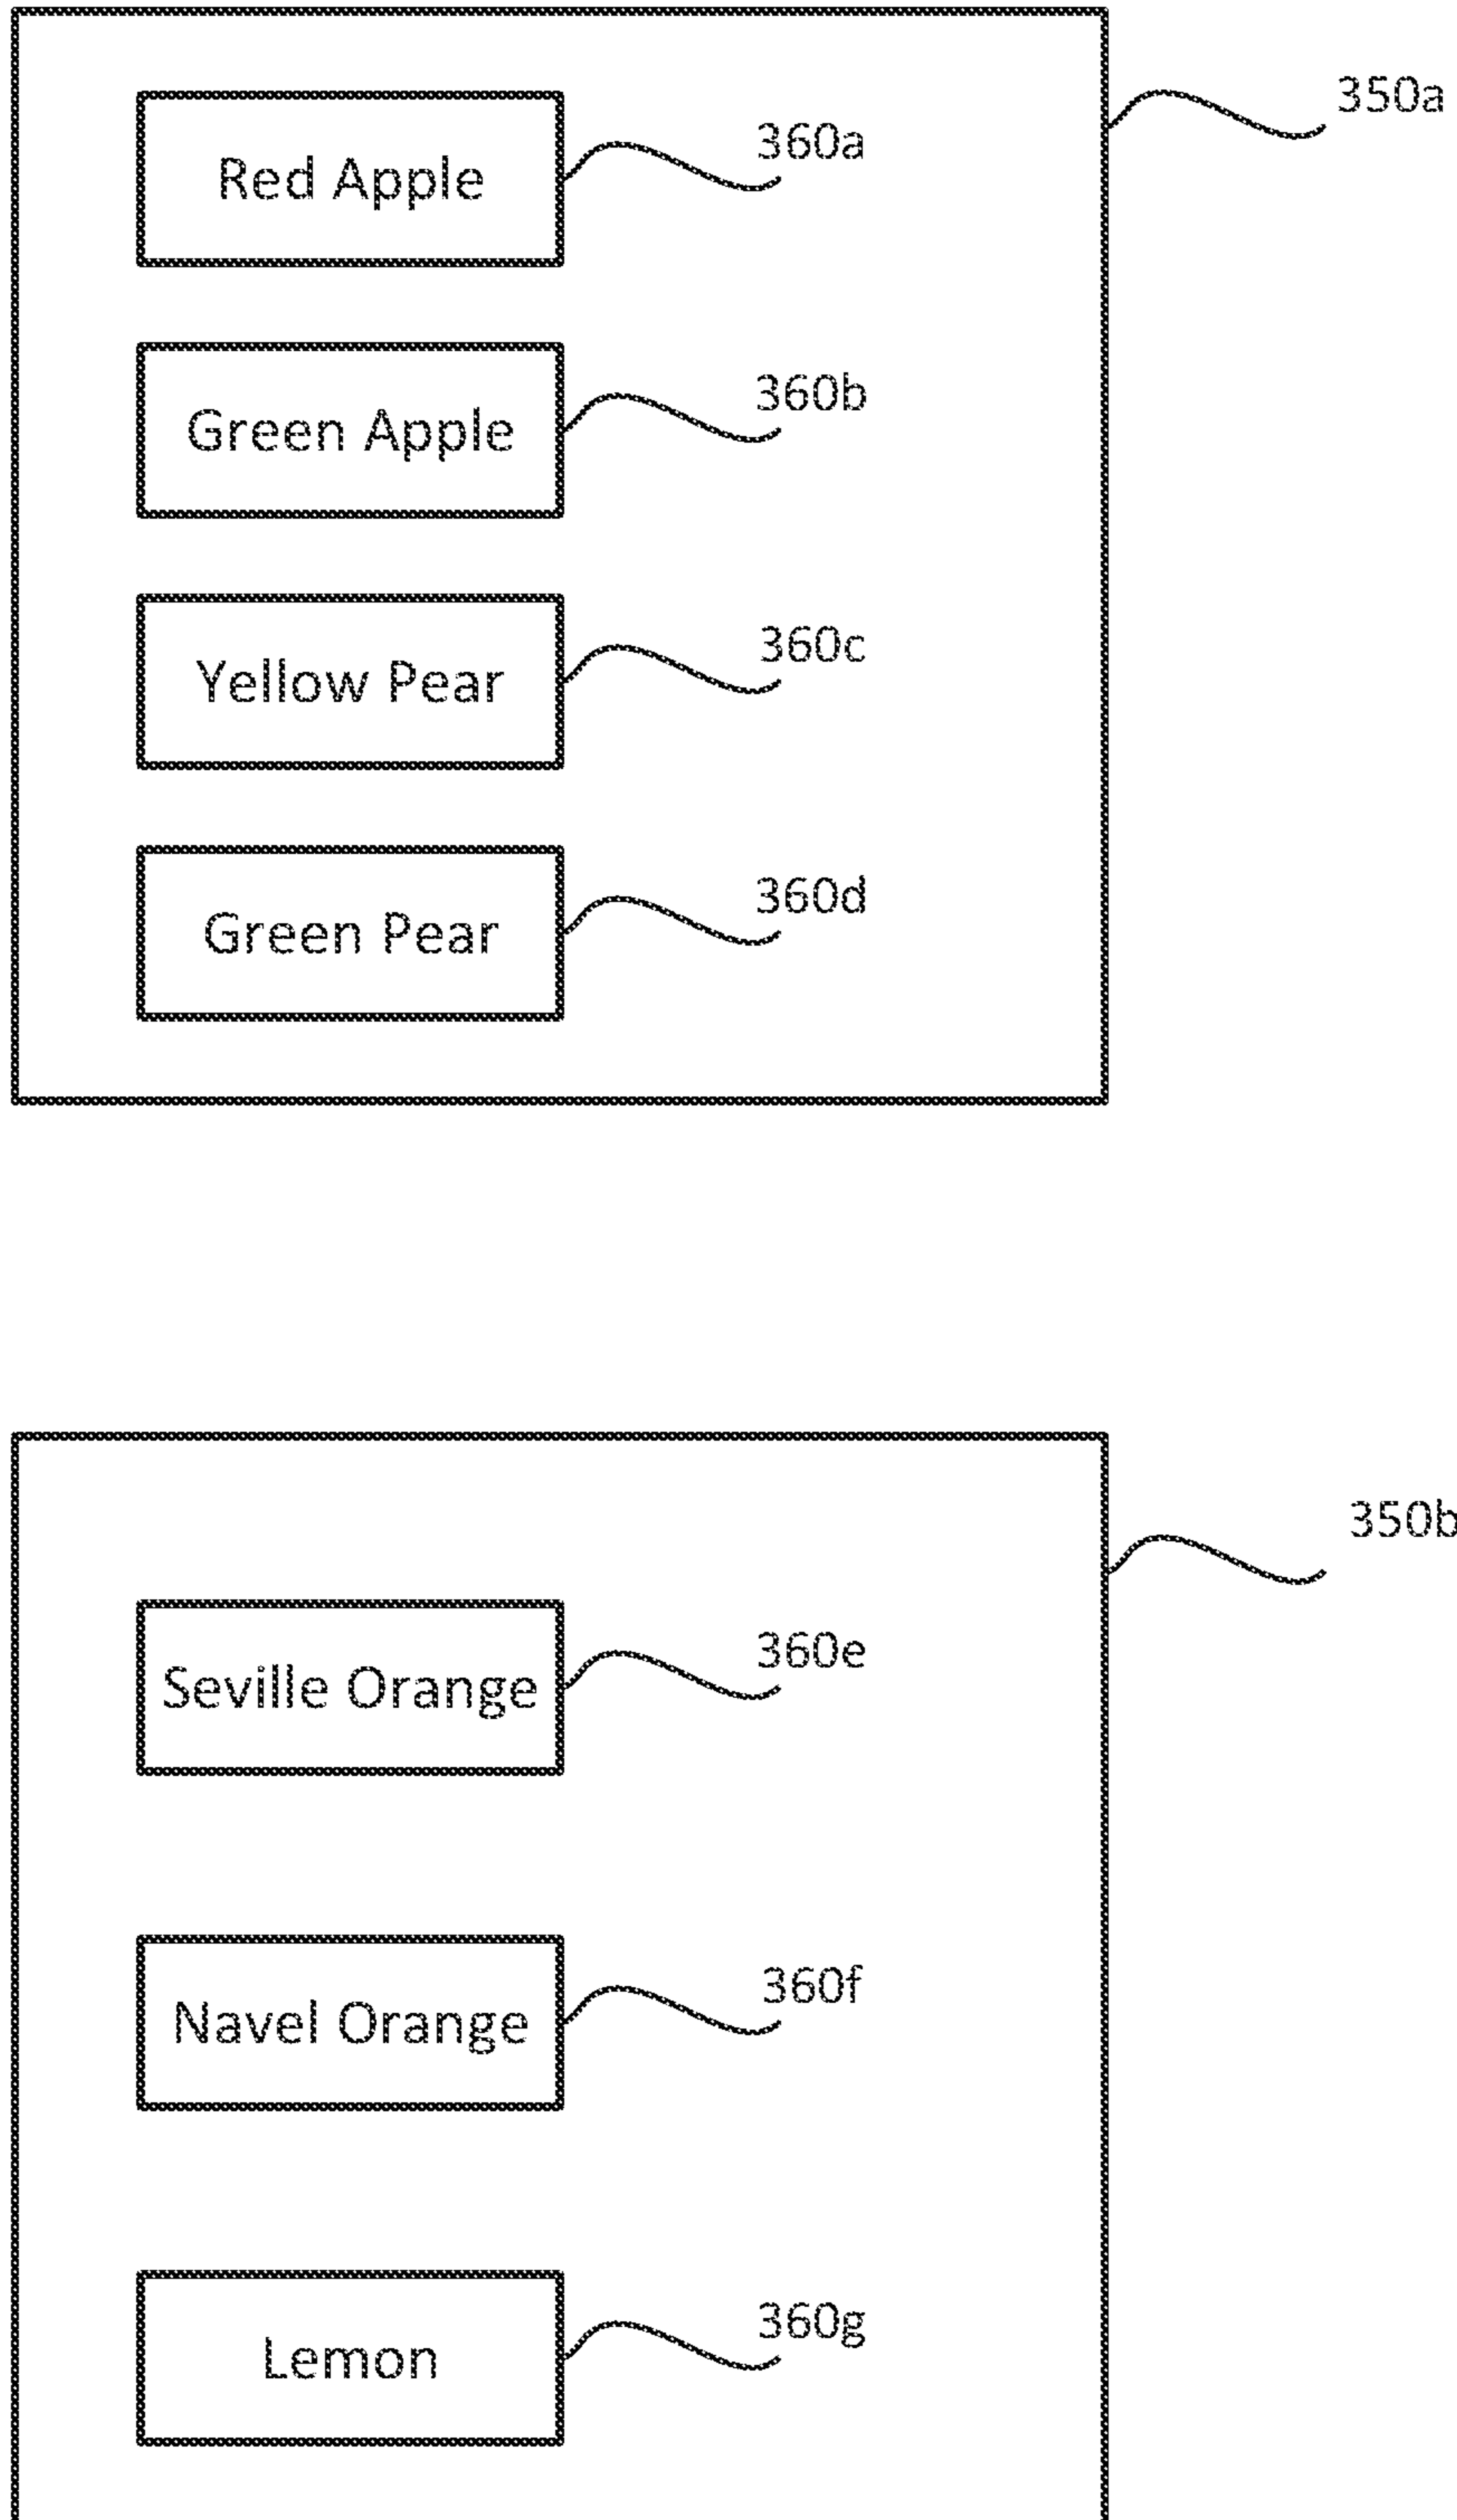 350a
Red Apple
360a
Green Apple
360b
Yellow Pear
360c
Green Pear
360d
350b
Seville Orange
360e
Navel Orange
360f
Lemon
360g